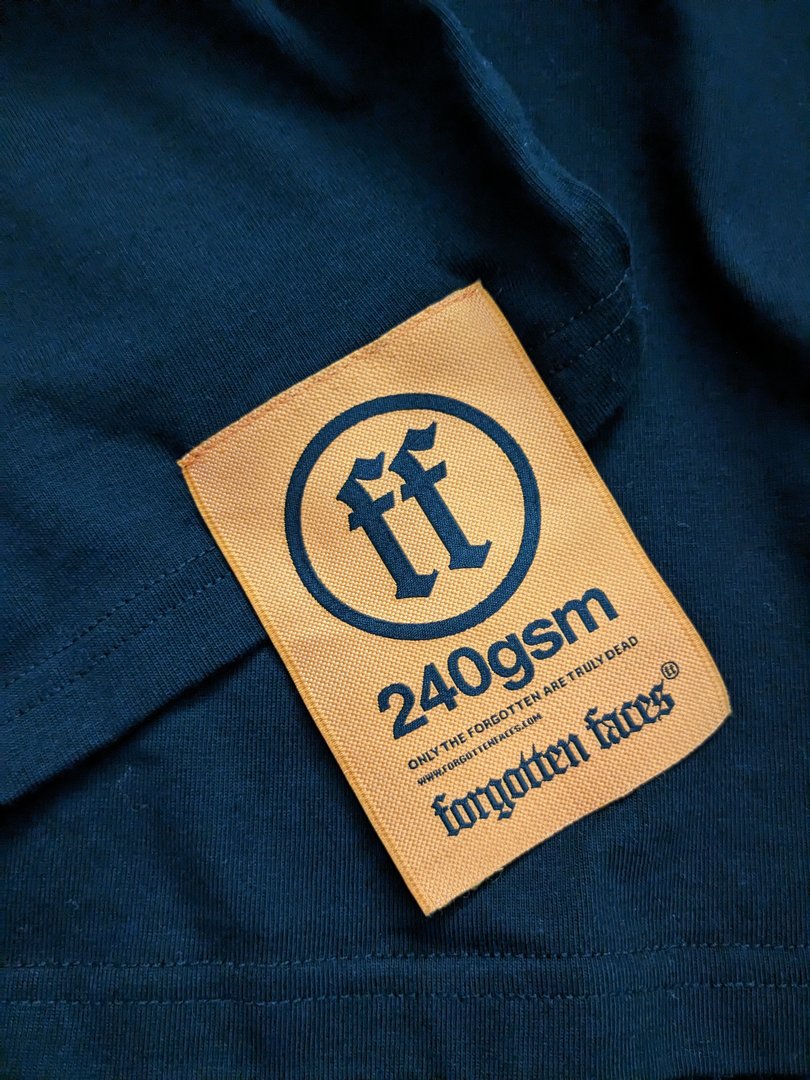 ff
240gsm
ONLY THE FORGOTTEN ARE TRULY DEAD
WWW.FORGOTTENFACES.COM
forgotten faces®